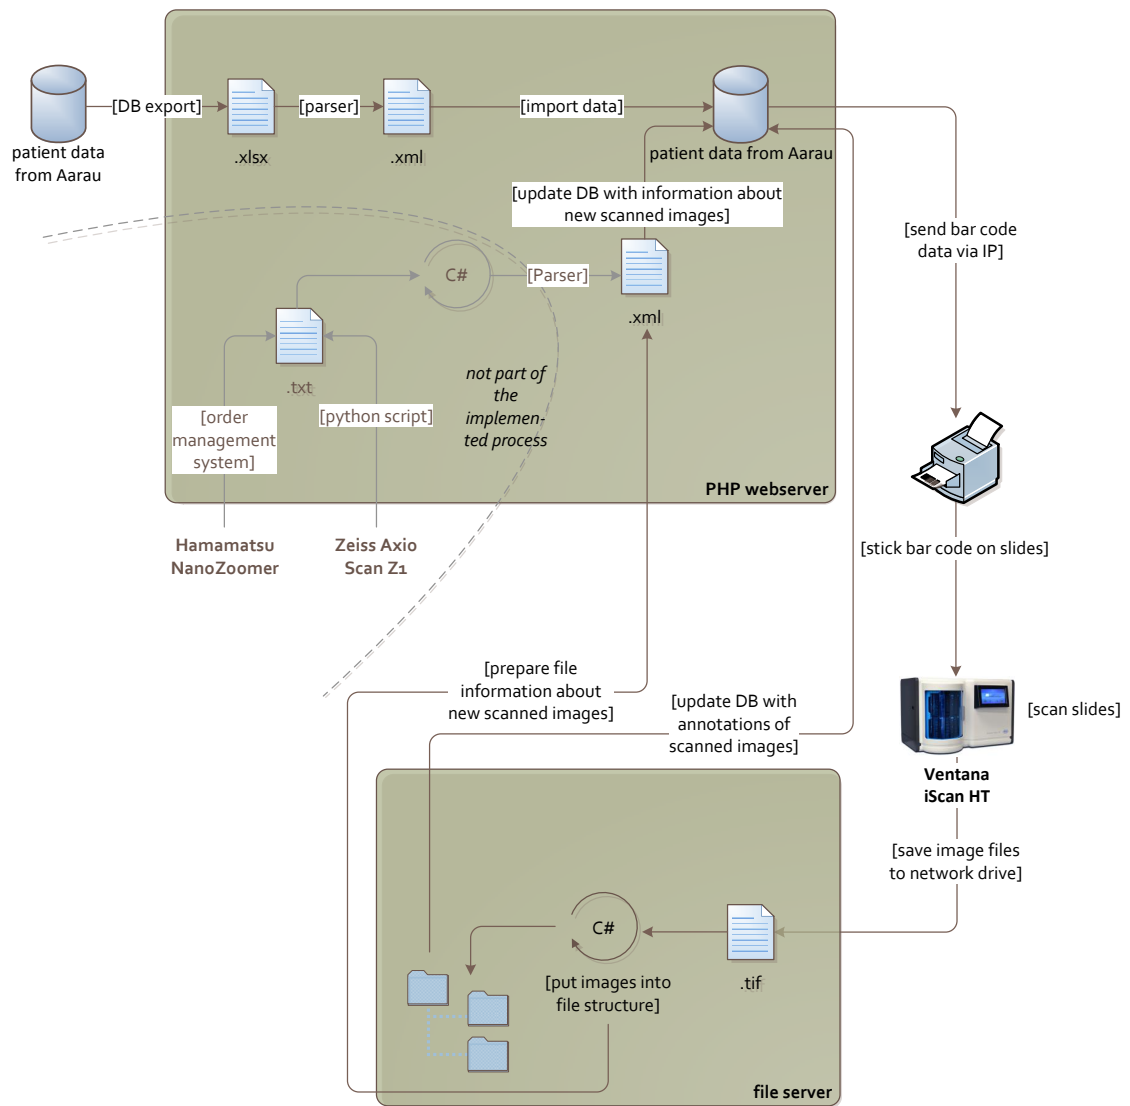 [DB export]
[parser]
[import data]
patient data
from Aarau
.xlsx
.xml
patient data from Aarau
[update DB with information about
new scanned images]
[send bar code
data via IP]
C#
[Parser]
.xml
.txt
not part of
the
implemen-
ted process
[order
management
system]
[python script]
PHP webserver
Hamamatsu
NanoZoomer
Zeiss Axio
Scan Z1
[stick bar code on slides]
[prepare file
information about
new scanned images]
[update DB with
annotations of
scanned images]
[scan slides]
Ventana
iScan HT
[save image files
to network drive]
C#
[put images into
file structure]
.tif
file server